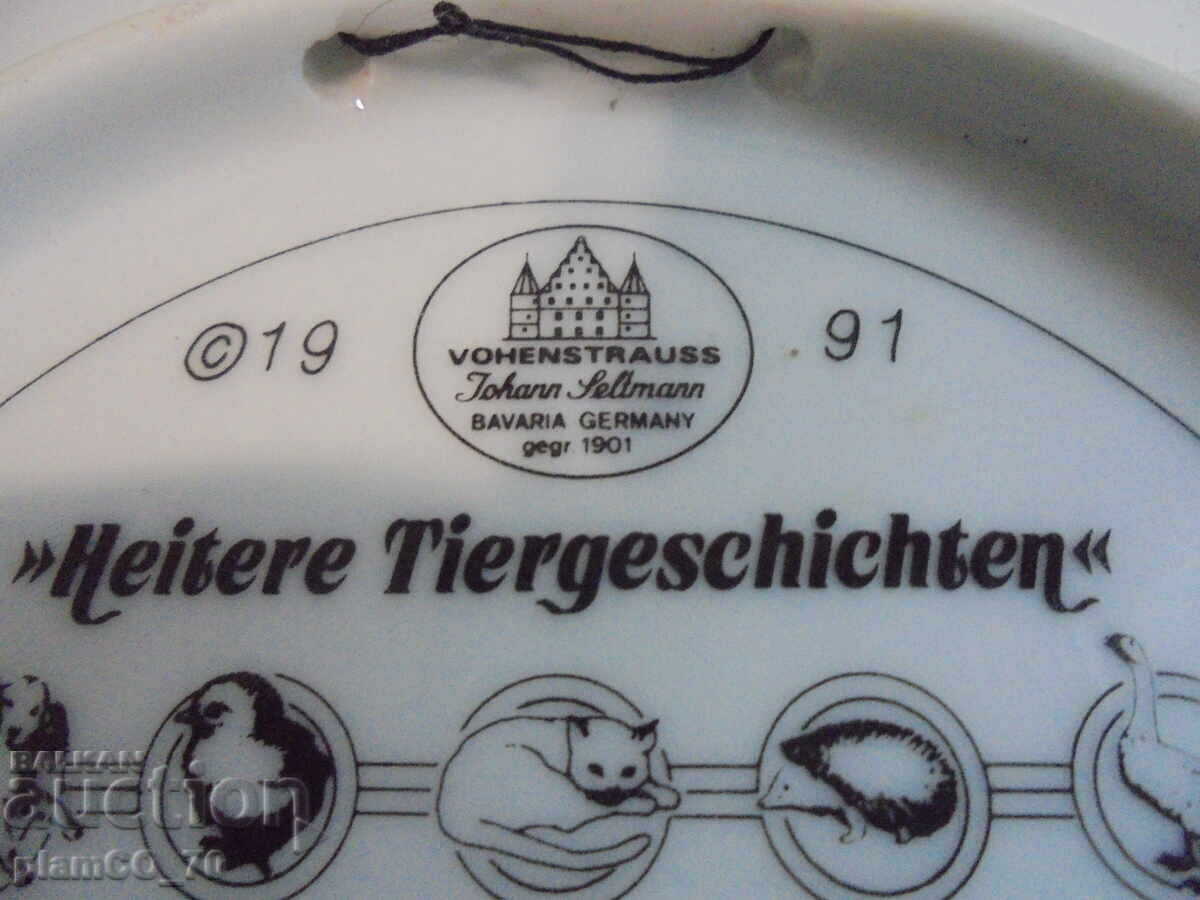 ©19 91
VOHENSTRAUSS
Johann Seltmann
BAVARIA GERMANY
gegr. 1901
»Heitere Tiergeschichten«
BALKAN
auction
plamCO_70